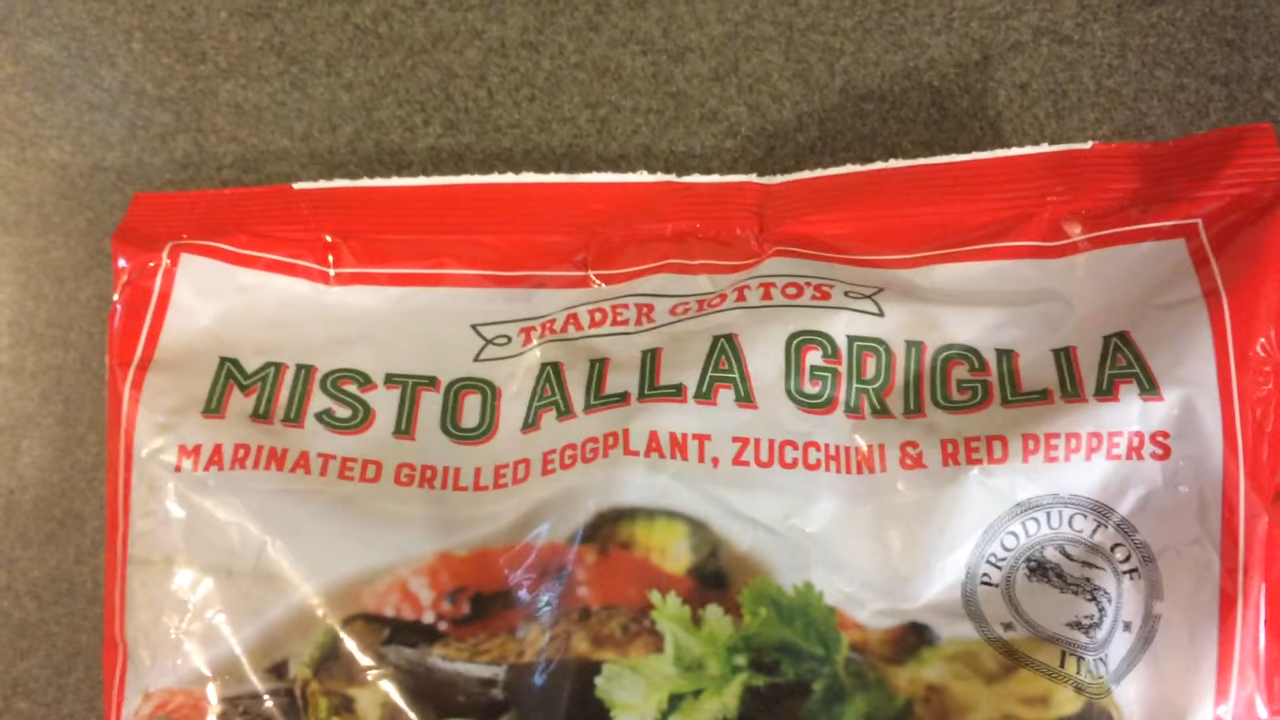 TRADER GIOTTO'S
MISTO ALLA GRIGLIA
MARINATED GRILLED EGGPLANT, ZUCCHINI & RED PEPPERS
PRODUCT OF
ITALY